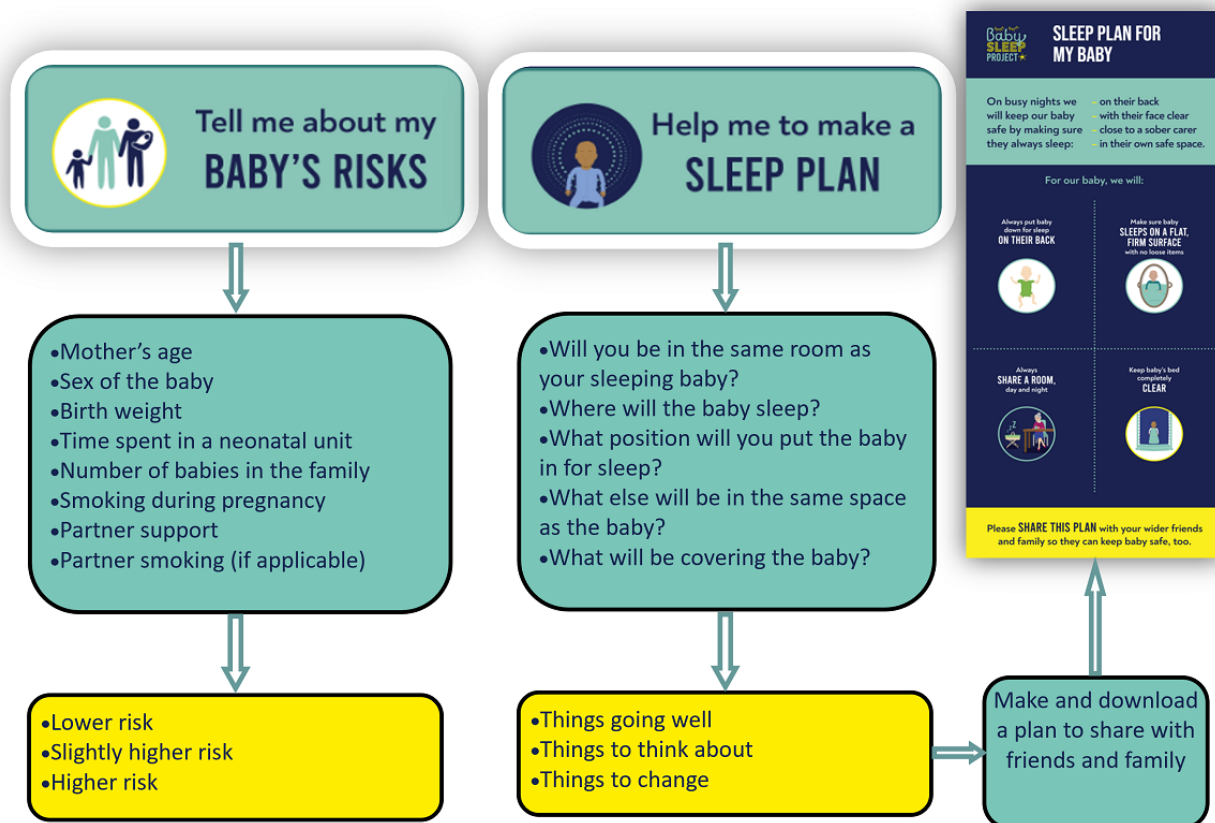 Tell me about my
BABY'S RISKS
•Mother's age
•Sex of the baby
•Birth weight
•Time spent in a neonatal unit
•Number of babies in the family
•Smoking during pregnancy
•Partner support
•Partner smoking (if applicable)
•Lower risk
•Slightly higher risk
•Higher risk
Help me to make a
SLEEP PLAN
•Will you be in the same room as
your sleeping baby?
•Where will the baby sleep?
•What position will you put the baby
in for sleep?
•What else will be in the same space
as the baby?
•What will be covering the baby?
•Things going well
•Things to think about
•Things to change
Make and download
a plan to share with
friends and family
Baby
SLEEP
PROJECT
SLEEP PLAN FOR
MY BABY
On busy nights we
will keep our baby
safe by making sure
they always sleep:
– on their back
– with their face clear
– close to a sober carer
– in their own safe space.
For our baby, we will:
Always put baby
down for sleep
ON THEIR BACK
Make sure baby
SLEEPS ON A FLAT,
FIRM SURFACE
with no loose items
Always
SHARE A ROOM,
day and night
Keep baby's bed
completely
CLEAR
Please SHARE THIS PLAN with your wider friends
and family so they can keep baby safe, too.